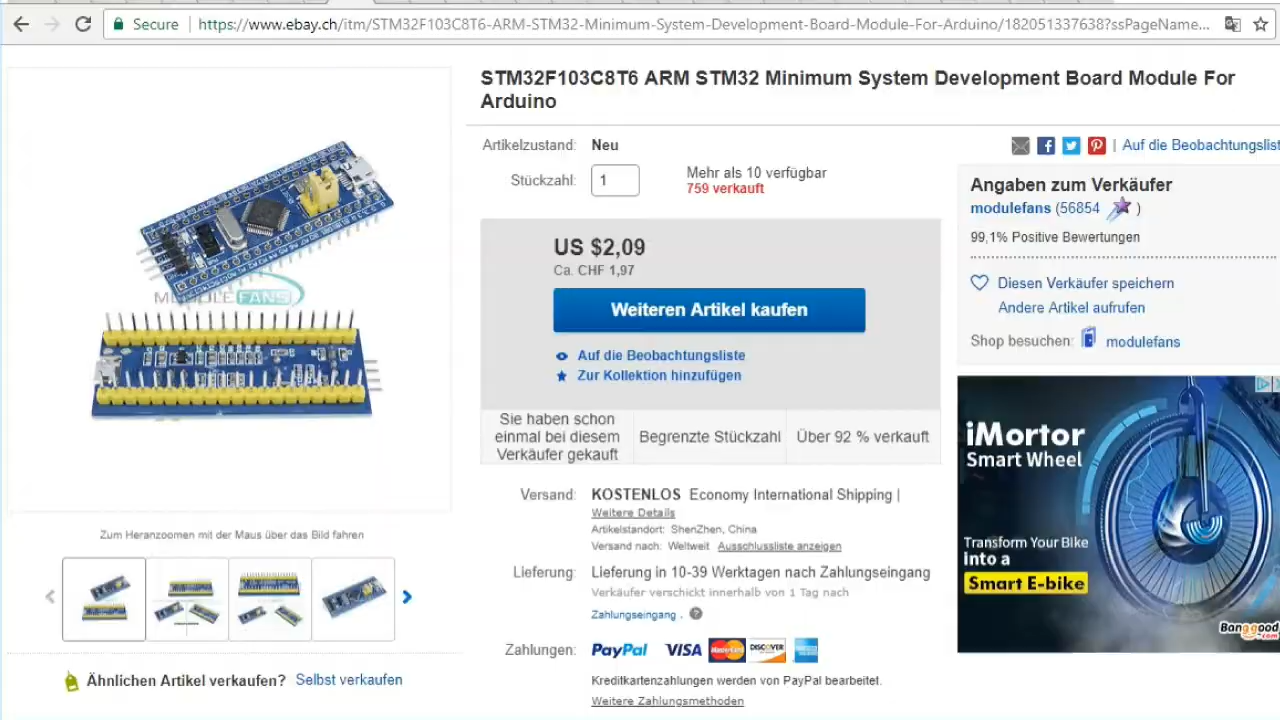 Secure
https://www.ebay.ch/itm/STM32F103C8T6-ARM-STM32-Minimum-System-Development-Board-Module-For-Arduino/182051337638?ssPageName...
STM32F103C8T6 ARM STM32 Minimum System Development Board Module For
Arduino
Artikelzustand: Neu
Auf die Beobachtungslist
Stückzahl: 1
Mehr als 10 verfügbar
759 verkauft
US $2,09
Ca. CHF 1,97
Weiteren Artikel kaufen
Auf die Beobachtungsliste
Zur Kollektion hinzufügen
Sie haben schon
einmal bei diesem
Verkäufer gekauft
Begrenzte Stückzahl
Über 92 % verkauft
Versand: KOSTENLOS Economy International Shipping |
Weitere Details
Artikelstandort: ShenZhen, China
Versand nach: Weltweit Ausschlussliste anzeigen
Lieferung: Lieferung in 10-39 Werktagen nach Zahlungseingang
Verkäufer verschickt innerhalb von 1 Tag nach
Zahlungseingang . ?
Zahlungen: PayPal VISA MasterCard DISCOVER
Kreditkartenzahlungen werden von PayPal bearbeitet.
Weitere Zahlungsmethoden
Angaben zum Verkäufer
modulefans (56854 )
99,1% Positive Bewertungen
Diesen Verkäufer speichern
Andere Artikel aufrufen
Shop besuchen: modulefans
iMortor
Smart Wheel
Transform Your Bike
into a
Smart E-bike
Banggood
.com
MODULEFANS
Zum Heranzoomen mit der Maus über das Bild fahren
Ähnlichen Artikel verkaufen? Selbst verkaufen